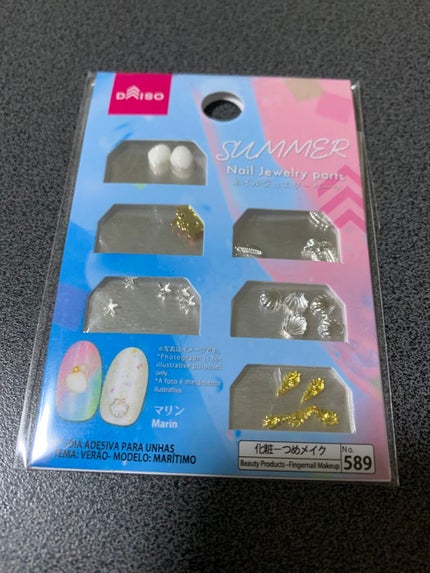 DAISO
SUMMER
Nail Jewelry parts
ネイルジュエリーパーツ
※写真はイメージです。
*Photograph is for
illustrative purposes
only.
*A foto é meramente
ilustrativa.
マリン
Marin
JOIA ADESIVA PARA UNHAS
TEMA: VERÃO- MODELO: MARÍTIMO
化粧ーつめメイク
Beauty Products -Fingernail Makeup
No.
589